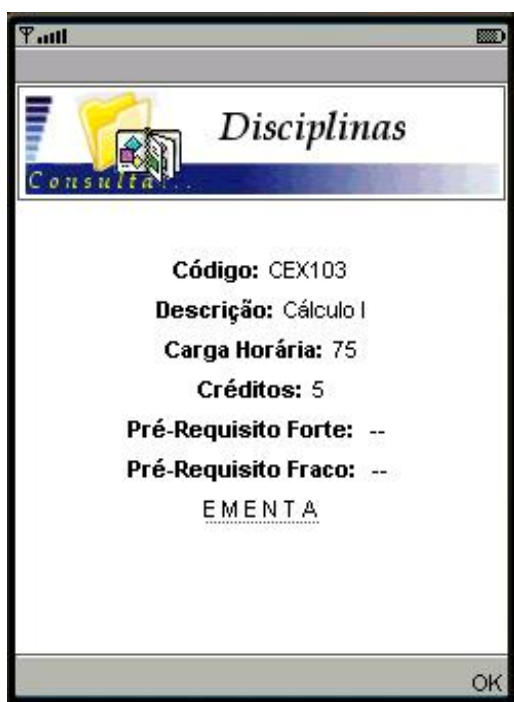 Disciplinas
Consulta...
Código: CEX103
Descrição: Cálculo I
Carga Horária: 75
Créditos: 5
Pré-Requisito Forte: --
Pré-Requisito Fraco: --
EMENTA
OK